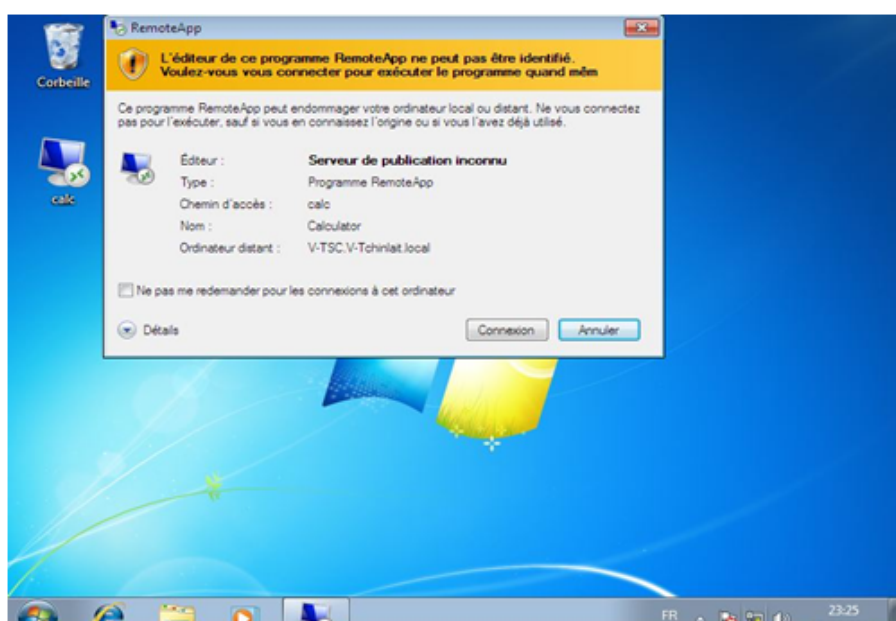 RemoteApp
L'éditeur de ce programme RemoteApp ne peut pas être identifié.
Voulez-vous vous connecter pour exécuter le programme quand mêm
Ce programme RemoteApp peut endommager votre ordinateur local ou distant. Ne vous connectez
pas pour l'exécuter, sauf si vous en connaissez l'origine ou si vous l'avez déjà utilisé.
Éditeur : Serveur de publication inconnu
Type : Programme RemoteApp
Chemin d'accès : calc
Nom : Calculator
Ordinateur distant : V-TSC.V-Tchinlait.local
Ne pas me redemander pour les connexions à cet ordinateur
Détails
Connexion
Annuler
Corbeille
calc
FR
23:25